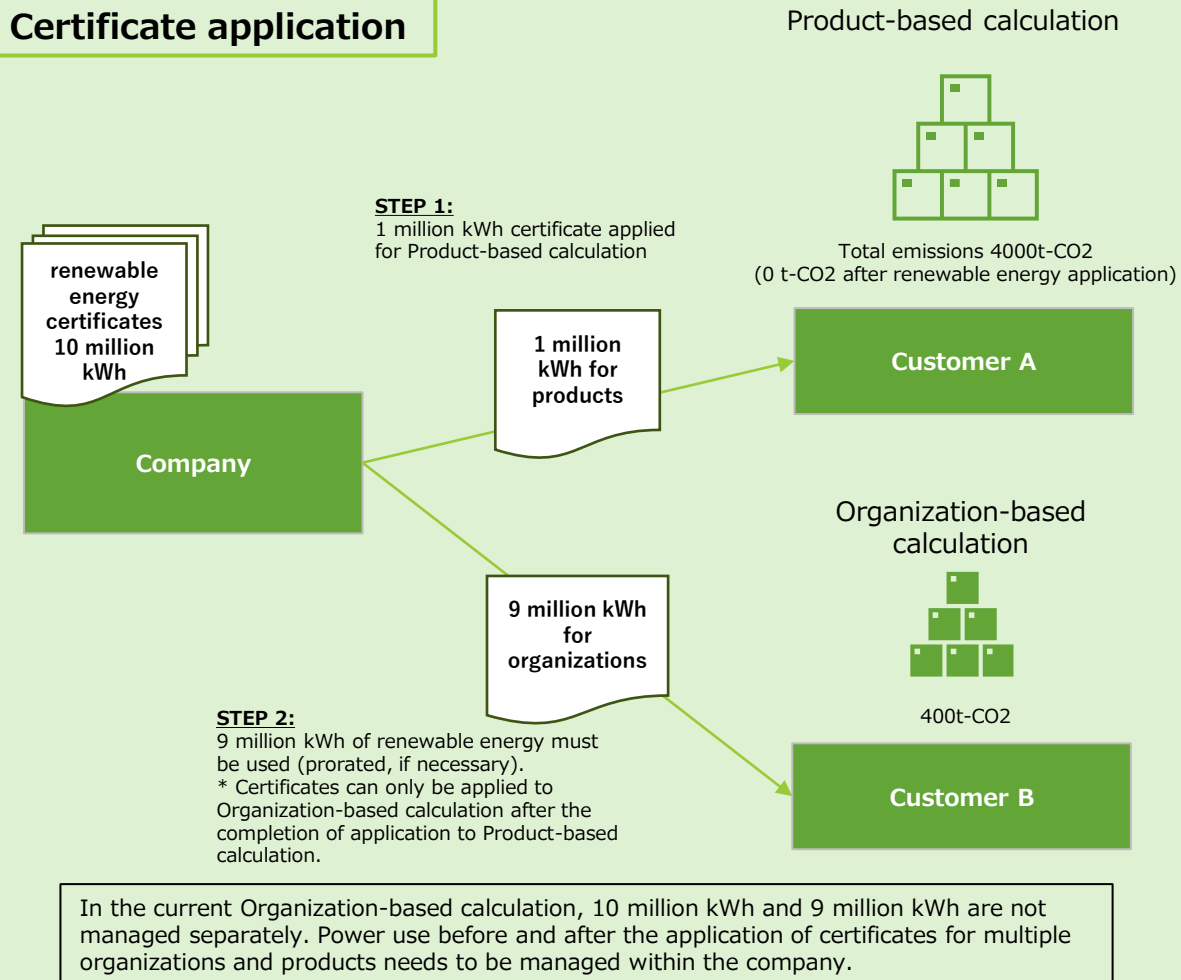 Certificate application
Product-based calculation
STEP 1:
1 million kWh certificate applied
for Product-based calculation
Total emissions 4000t-CO2
(0 t-CO2 after renewable energy application)
renewable
energy
certificates
10 million
kWh
1 million
kWh for
products
Customer A
Company
Organization-based
calculation
9 million kWh
for
organizations
400t-CO2
STEP 2:
9 million kWh of renewable energy must
be used (prorated, if necessary).
* Certificates can only be applied to
Organization-based calculation after the
completion of application to Product-based
calculation.
Customer B
In the current Organization-based calculation, 10 million kWh and 9 million kWh are not
managed separately. Power use before and after the application of certificates for multiple
organizations and products needs to be managed within the company.